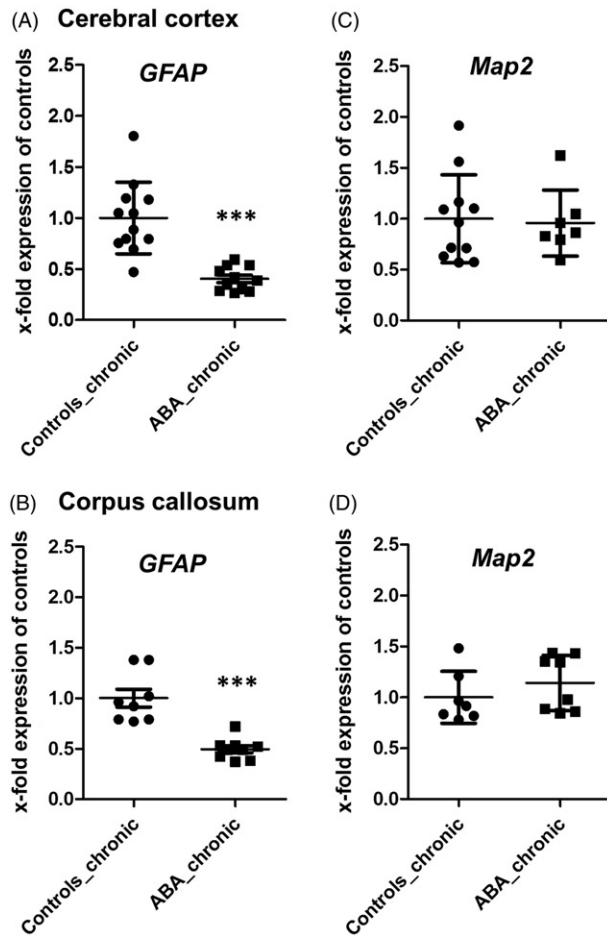 (A) Cerebral cortex
GFAP
x-fold expression of controls
2.5
2.0
1.5
1.0
0.5
0.0
***
Controls_chronic
ABA_chronic
(C)
Map2
x-fold expression of controls
2.5
2.0
1.5
1.0
0.5
0.0
Controls_chronic
ABA_chronic
(B) Corpus callosum
GFAP
x-fold expression of controls
2.5
2.0
1.5
1.0
0.5
0.0
***
Controls_chronic
ABA_chronic
(D)
Map2
x-fold expression of controls
2.5
2.0
1.5
1.0
0.5
0.0
Controls_chronic
ABA_chronic